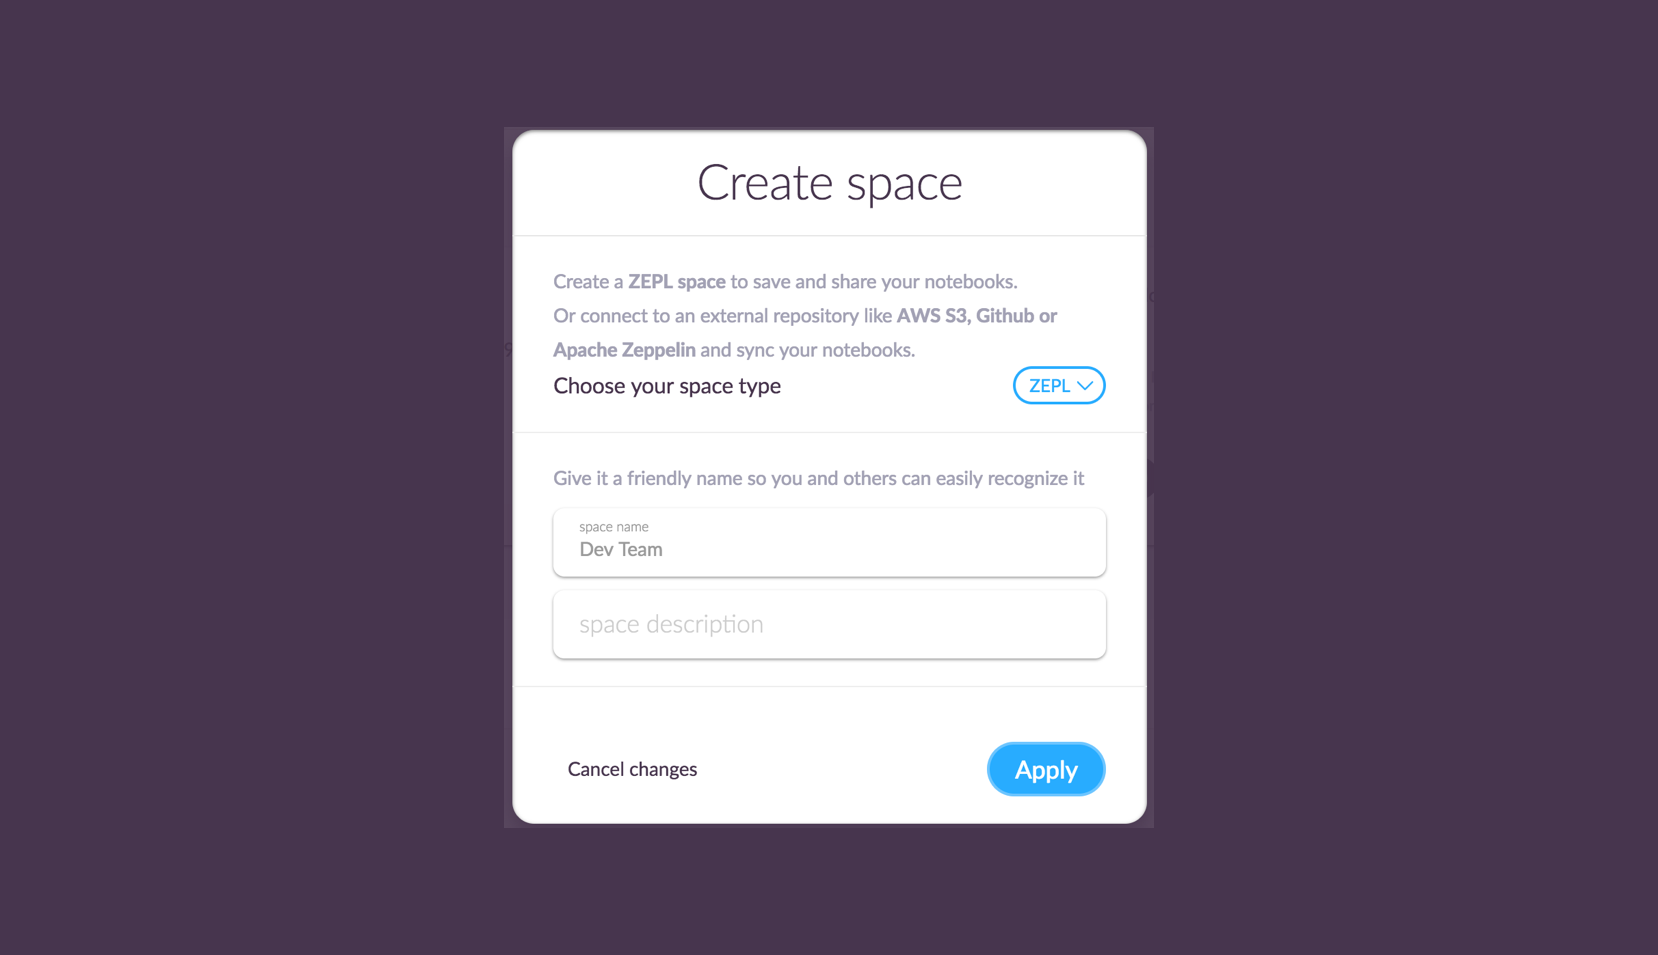 Create space
Create a ZEPL space to save and share your notebooks.
Or connect to an external repository like AWS S3, Github or
Apache Zeppelin and sync your notebooks.
Choose your space type
ZEPL
Give it a friendly name so you and others can easily recognize it
space name
Dev Team
space description
Cancel changes
Apply